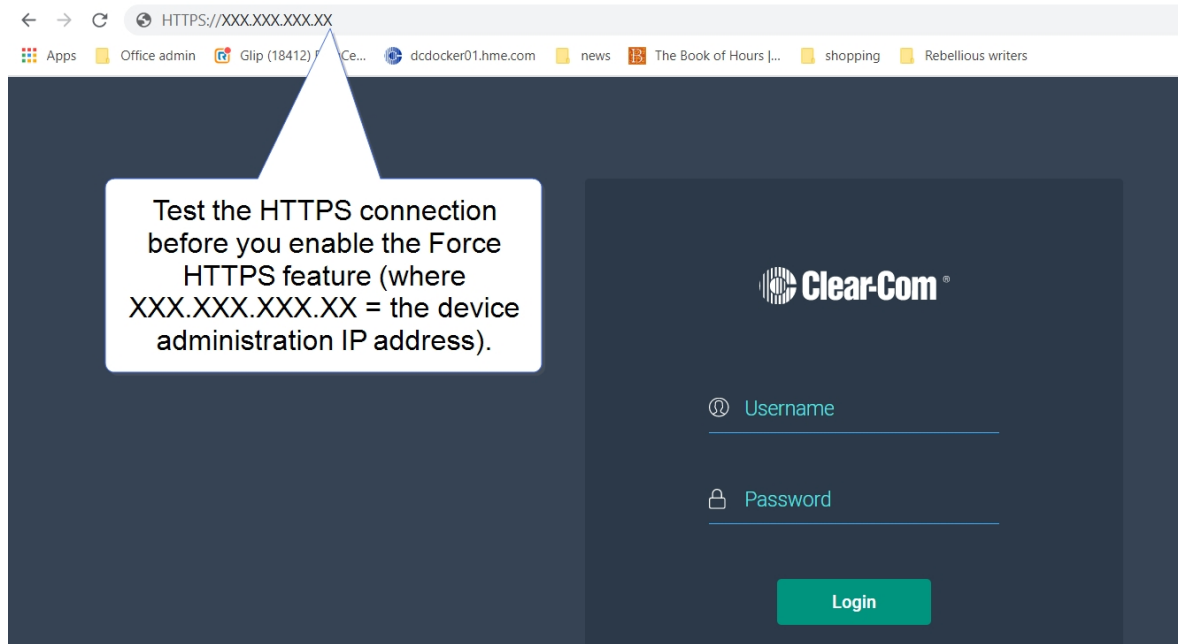 HTTPS://XXX.XXX.XXX.XX
Apps Office admin Glip (18412) dcdocker01.hme.com news The Book of Hours |... shopping Rebellious writers
Test the HTTPS connection
before you enable the Force
HTTPS feature (where
XXX.XXX.XXX.XX = the device
administration IP address).
Clear-Com ®
Username
Password
Login